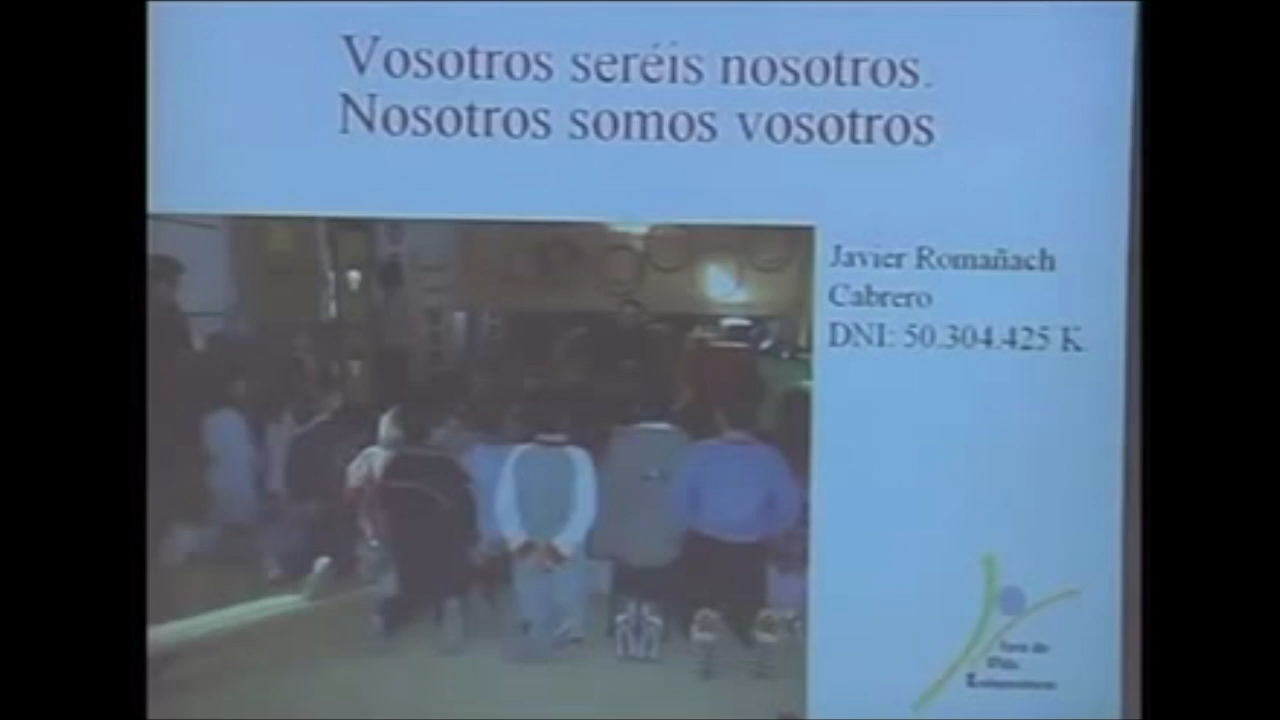 Vosotros seréis nosotros.
Nosotros somos vosotros
Javier Romañach
Cabrero
DNI: 50.304.425 K